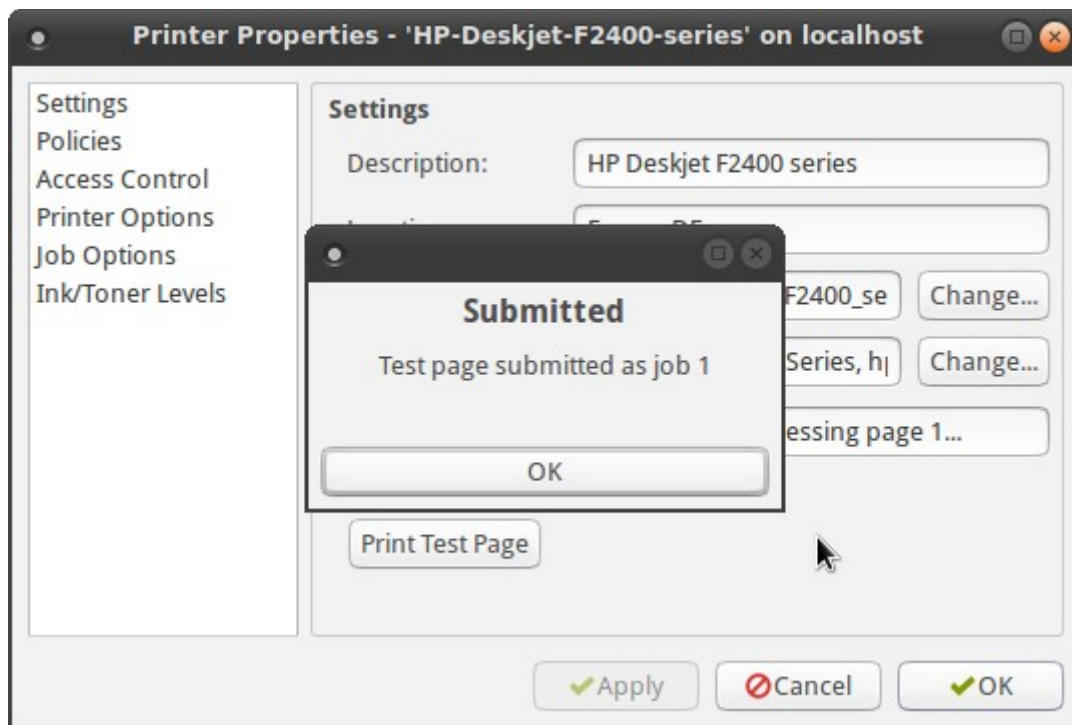 Printer Properties - 'HP-Deskjet-F2400-series' on localhost
Settings
Policies
Access Control
Printer Options
Job Options
Ink/Toner Levels
Settings
Description: HP Deskjet F2400 series
F2400_se Change...
Series, Change...
page 1...
Submitted
Test page submitted as job 1
OK
Print Test Page
Apply Cancel OK